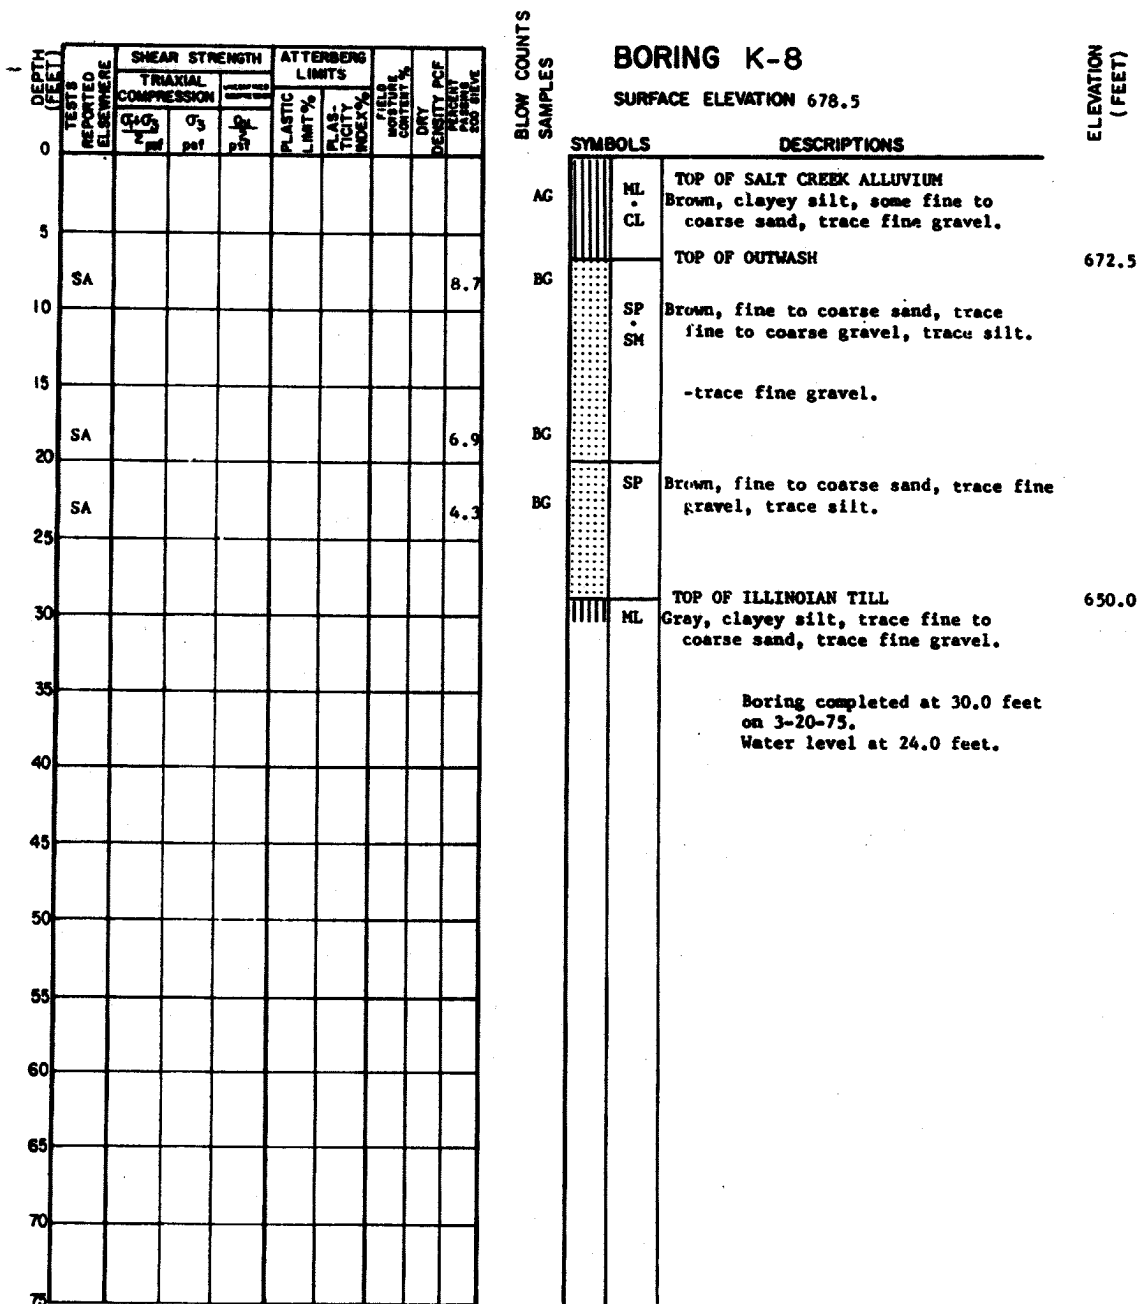 BORING K-8
SURFACE ELEVATION 678.5
DEPTH (FEET)
TESTS REPORTED ELSEWHERE
SHEAR STRENGTH
TRIAXIAL COMPRESSION
σ3 psf
psf
ATTERBERG LIMITS
PLASTIC LIMIT%
PLAS-TICITY INDEX%
FIELD MOISTURE CONTENT%
DRY DENSITY PCF
PERCENT PASSING 200 SIEVE
BLOW COUNTS
SAMPLES
SYMBOLS
DESCRIPTIONS
ELEVATION (FEET)
0
AG
ML
·
CL
TOP OF SALT CREEK ALLUVIUM
Brown, clayey silt, some fine to
coarse sand, trace fine gravel.
5
TOP OF OUTWASH
672.5
SA
8.7
BG
10
SP
·
SM
Brown, fine to coarse sand, trace
fine to coarse gravel, trace silt.
15
-trace fine gravel.
SA
6.9
BG
20
SP
Brown, fine to coarse sand, trace fine
gravel, trace silt.
SA
4.3
BG
25
TOP OF ILLINOIAN TILL
650.0
30
ML
Gray, clayey silt, trace fine to
coarse sand, trace fine gravel.
35
Boring completed at 30.0 feet
on 3-20-75.
Water level at 24.0 feet.
40
45
50
55
60
65
70
75